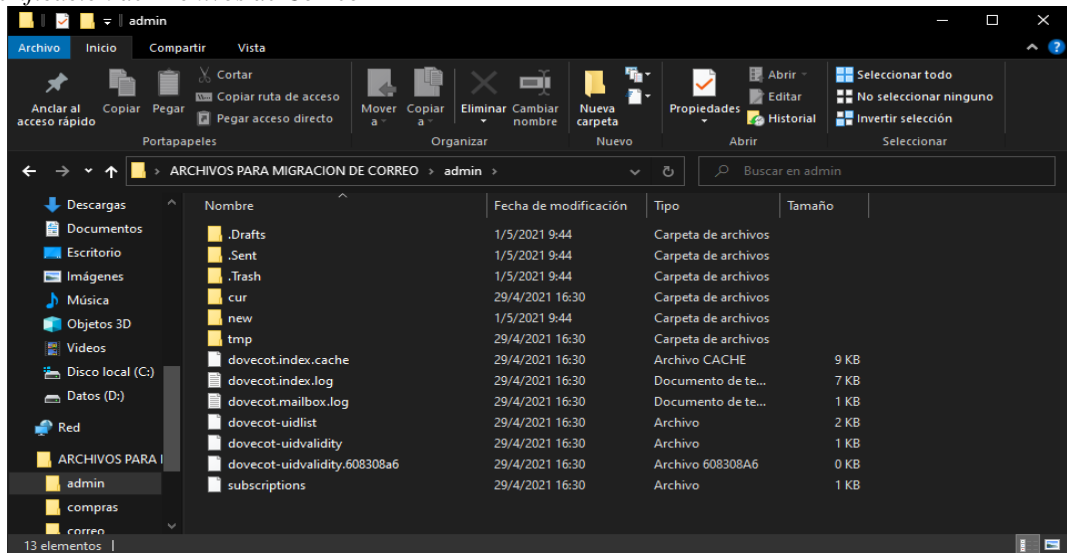 admin
Archivo Inicio Compartir Vista
Anclar al acceso rápido
Copiar
Pegar
Cortar
Copiar ruta de acceso
Pegar acceso directo
Portapapeles
Mover a
Copiar a
Eliminar
Cambiar nombre
Organizar
Nueva carpeta
Nuevo
Propiedades
Abrir
Editar
Historial
Abrir
Seleccionar todo
No seleccionar ninguno
Invertir selección
Seleccionar
ARCHIVOS PARA MIGRACION DE CORREO > admin >
Buscar en admin
Descargas
Documentos
Escritorio
Imágenes
Música
Objetos 3D
Videos
Disco local (C:)
Datos (D:)
Red
ARCHIVOS PARA
admin
compras
correo
Nombre Fecha de modificación Tipo Tamaño
.Drafts 1/5/2021 9:44 Carpeta de archivos
.Sent 1/5/2021 9:44 Carpeta de archivos
.Trash 1/5/2021 9:44 Carpeta de archivos
cur 29/4/2021 16:30 Carpeta de archivos
new 1/5/2021 9:44 Carpeta de archivos
tmp 29/4/2021 16:30 Carpeta de archivos
dovecot.index.cache 29/4/2021 16:30 Archivo CACHE 9 KB
dovecot.index.log 29/4/2021 16:30 Documento de te... 7 KB
dovecot.mailbox.log 29/4/2021 16:30 Documento de te... 1 KB
dovecot-uidlist 29/4/2021 16:30 Archivo 2 KB
dovecot-uidvalidity 29/4/2021 16:30 Archivo 1 KB
dovecot-uidvalidity.608308a6 29/4/2021 16:30 Archivo 608308A6 0 KB
subscriptions 29/4/2021 16:30 Archivo 1 KB
13 elementos